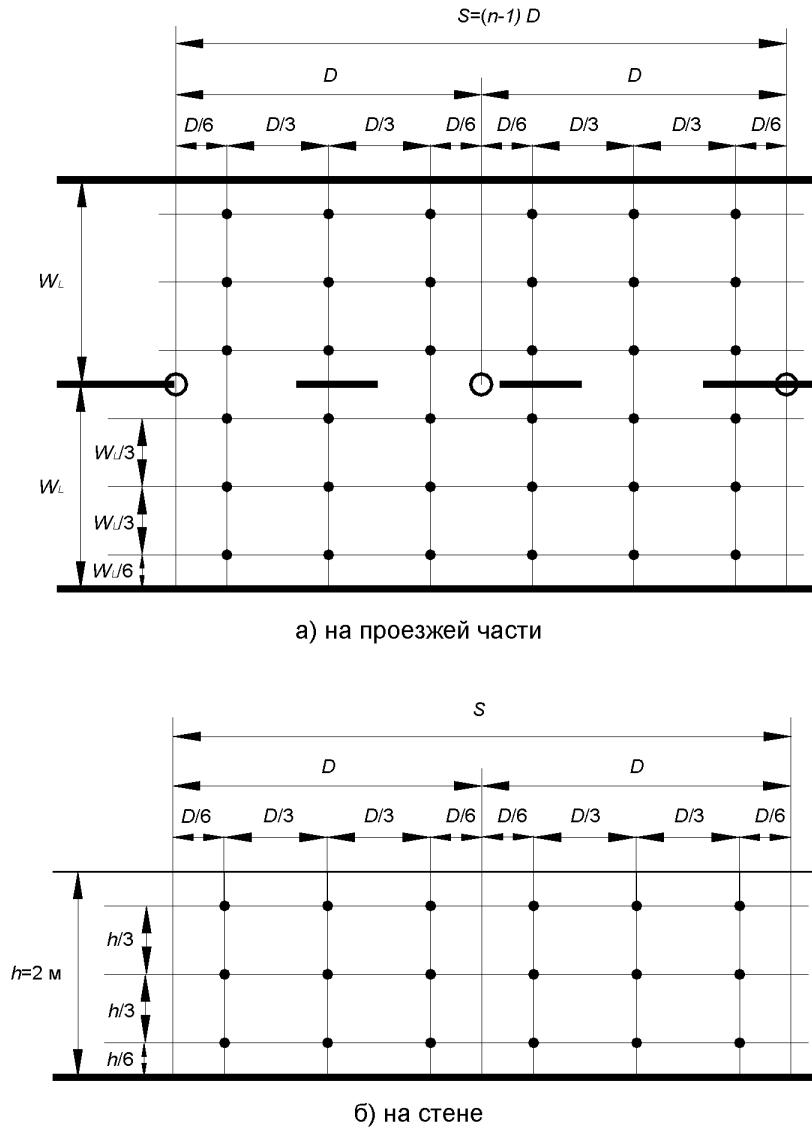 S=(n-1) D
D D
D/6 D/3 D/3 D/6 D/6 D/3 D/3 D/6
W_L
W_L/3
W_L
W_L/3
W_L/6
а) на проезжей части
S
D D
D/6 D/3 D/3 D/6 D/6 D/3 D/3 D/6
h/3
h=2 м
h/3
h/6
б) на стене